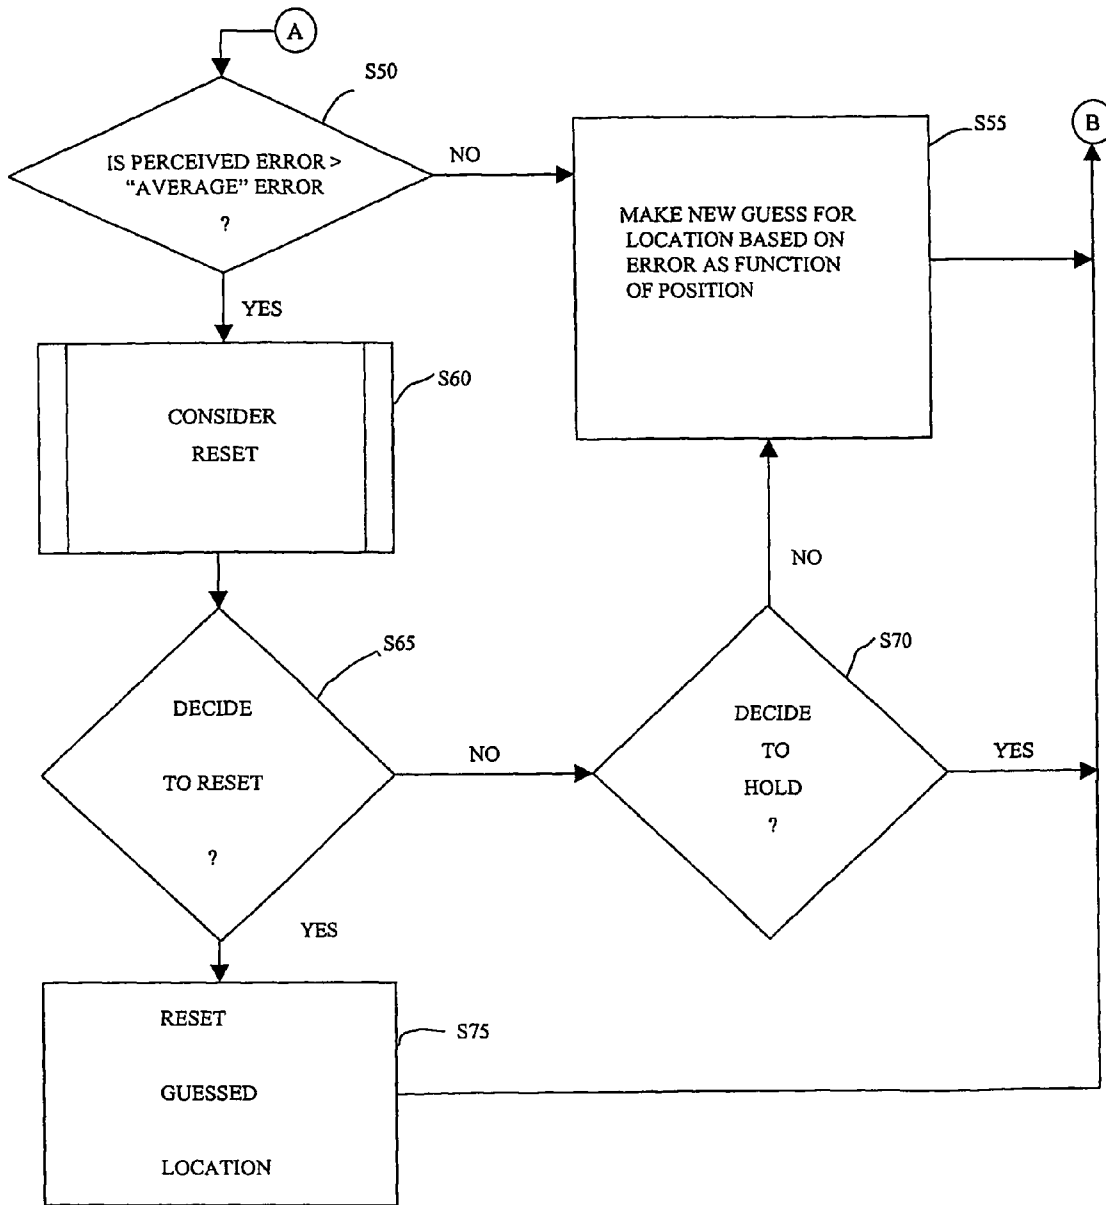 A
S50
IS PERCEIVED ERROR >
“AVERAGE” ERROR
?
NO
YES
S55
MAKE NEW GUESS FOR
LOCATION BASED ON
ERROR AS FUNCTION
OF POSITION
B
S60
CONSIDER
RESET
S65
DECIDE
TO RESET
?
NO
YES
S70
DECIDE
TO
HOLD
?
NO
YES
S75
RESET
GUESSED
LOCATION